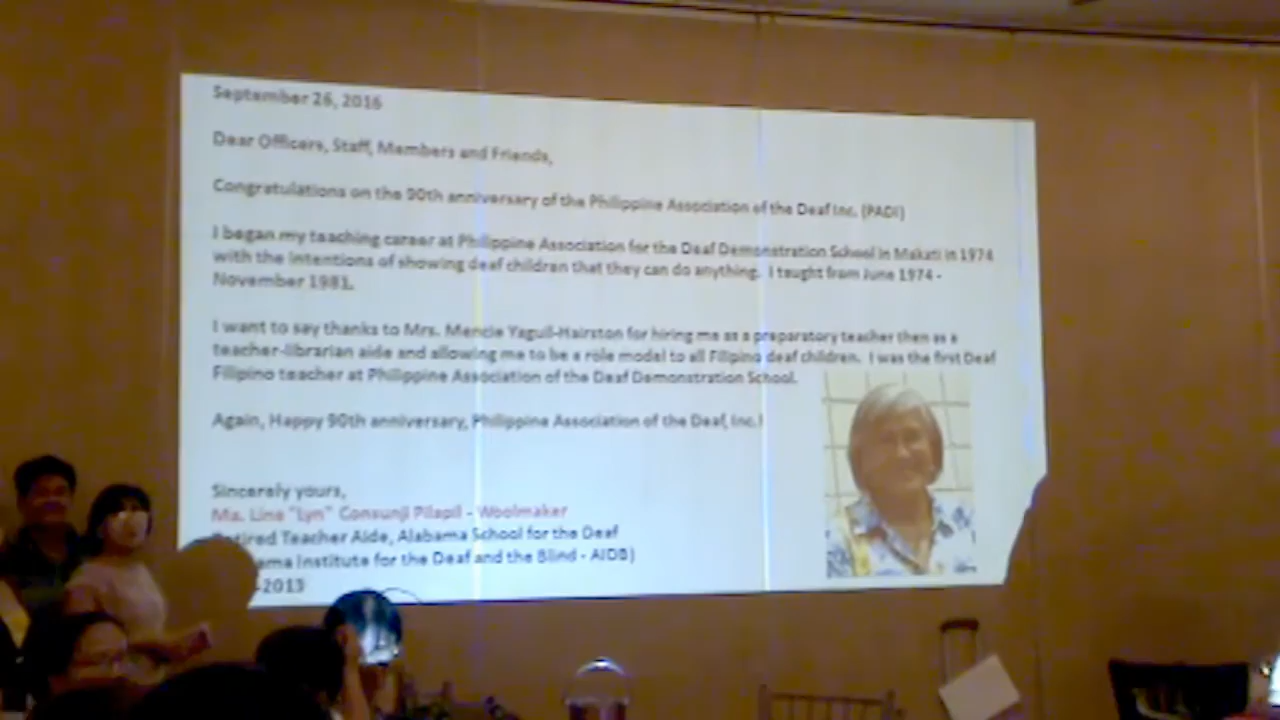 September 26, 2016
Dear Officers, Staff, Members and Friends,
Congratulations on the 90th anniversary of the Philippine Association of the Deaf Inc. (PADI)
I began my teaching career at Philippine Association for the Deaf Demonstration School in Makati in 1974
with the intentions of showing deaf children that they can do anything. I taught from June 1974 -
November 1981.
I want to say thanks to Mrs. Mencie Yaguil-Hairston for hiring me as a preparatory teacher then as a
teacher-librarian aide and allowing me to be a role model to all Filipino deaf children. I was the first Deaf
Filipino teacher at Philippine Association of the Deaf Demonstration School.
Again, Happy 90th anniversary, Philippine Association of the Deaf, Inc.!
Sincerely yours,
Ma. Line "Lyn" Consunji Pilapil - Woolmaker
Retired Teacher Aide, Alabama School for the Deaf
Institute for the Deaf and the Blind - AIDB)
-2013